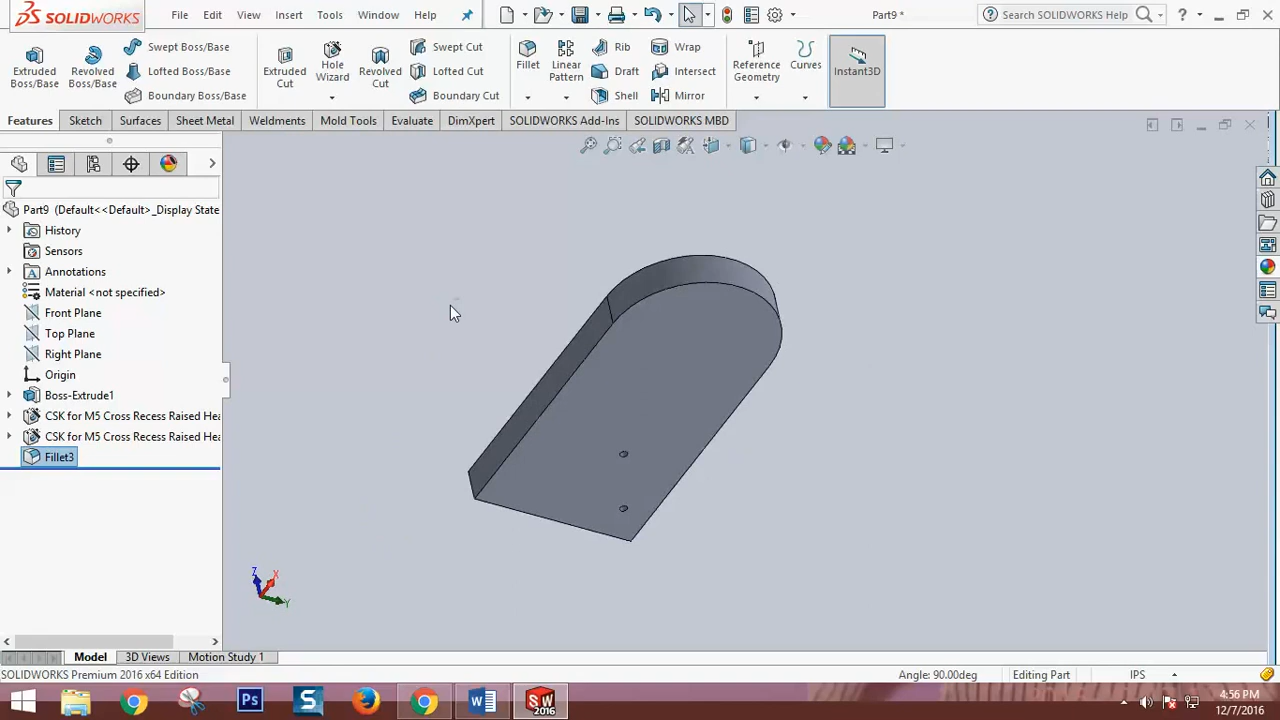 SOLIDWORKS File Edit View Insert Tools Window Help Part9 * Search SOLIDWORKS Help
Extruded Boss/Base
Revolved Boss/Base
Swept Boss/Base
Lofted Boss/Base
Boundary Boss/Base
Extruded Cut
Hole Wizard
Revolved Cut
Swept Cut
Lofted Cut
Boundary Cut
Fillet
Linear Pattern
Rib
Draft
Shell
Wrap
Intersect
Mirror
Reference Geometry
Curves
Instant3D
Features Sketch Surfaces Sheet Metal Weldments Mold Tools Evaluate DimXpert SOLIDWORKS Add-Ins SOLIDWORKS MBD
Part9 (Default<<Default>_Display State
History
Sensors
Annotations
Material <not specified>
Front Plane
Top Plane
Right Plane
Origin
Boss-Extrude1
CSK for M5 Cross Recess Raised Hea
CSK for M5 Cross Recess Raised Hea
Fillet3
Z X Y
Model 3D Views Motion Study 1
SOLIDWORKS Premium 2016 x64 Edition Angle: 90.00deg Editing Part IPS
Ps S W SW 2016
4:56 PM
12/7/2016